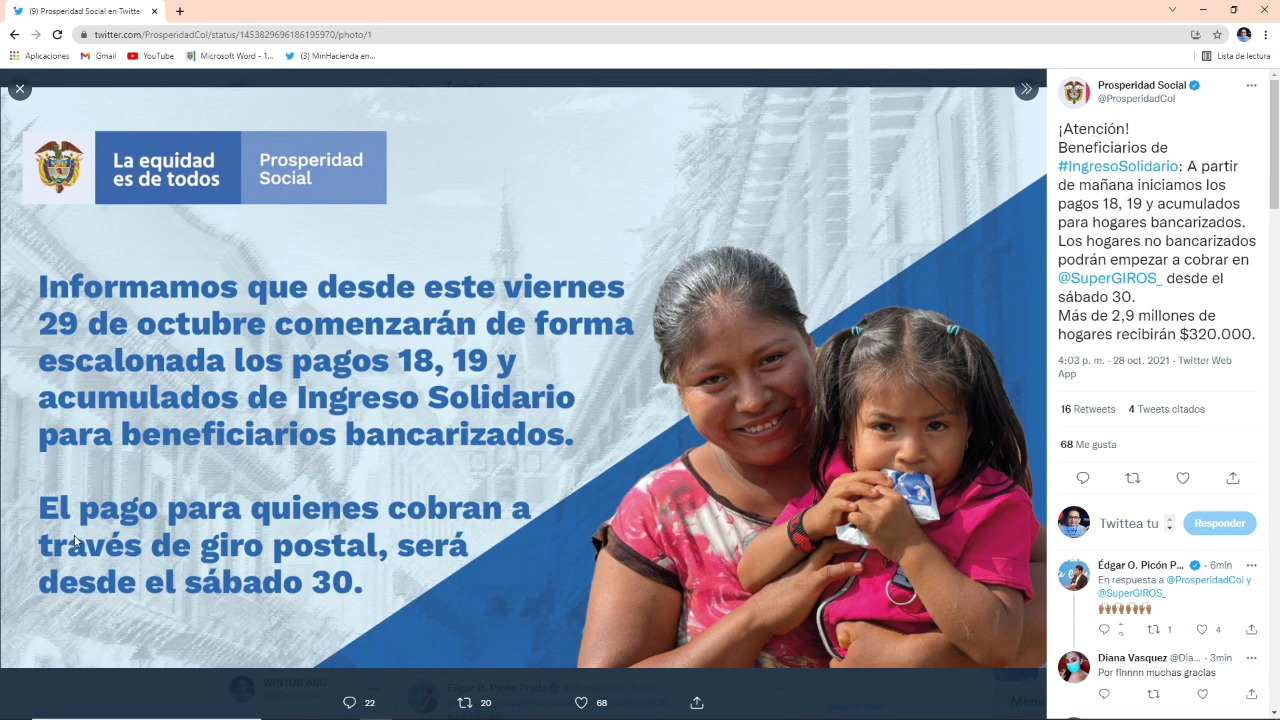 (9) Prosperidad Social en Twitter
twitter.com/ProsperidadCol/status/1453829696186195970/photo/1
Aplicaciones
Gmail
YouTube
Microsoft Word - 1...
(3) MinHacienda en...
Lista de lectura
La equidad
es de todos
Prosperidad
Social
Informamos que desde este viernes
29 de octubre comenzarán de forma
escalonada los pagos 18, 19 y
acumulados de Ingreso Solidario
para beneficiarios bancarizados.
El pago para quienes cobran a
través de giro postal, será
desde el sábado 30.
22
20
68
Prosperidad Social
@ProsperidadCol
¡Atención!
Beneficiarios de
#IngresoSolidario: A partir
de mañana iniciamos los
pagos 18, 19 y acumulados
para hogares bancarizados.
Los hogares no bancarizados
podrán empezar a cobrar en
@SuperGIROS_ desde el
sábado 30.
Más de 2,9 millones de
hogares recibirán $320.000.
4:03 p. m. · 28 oct. 2021 · Twitter Web
App
16 Retweets 4 Tweets citados
68 Me gusta
Twittea tu
Responder
Édgar O. Picón P... · 6min
En respuesta a @ProsperidadCol y
@SuperGIROS_
1
4
Diana Vasquez @Dia... · 3min
Por finnnn muchas gracias